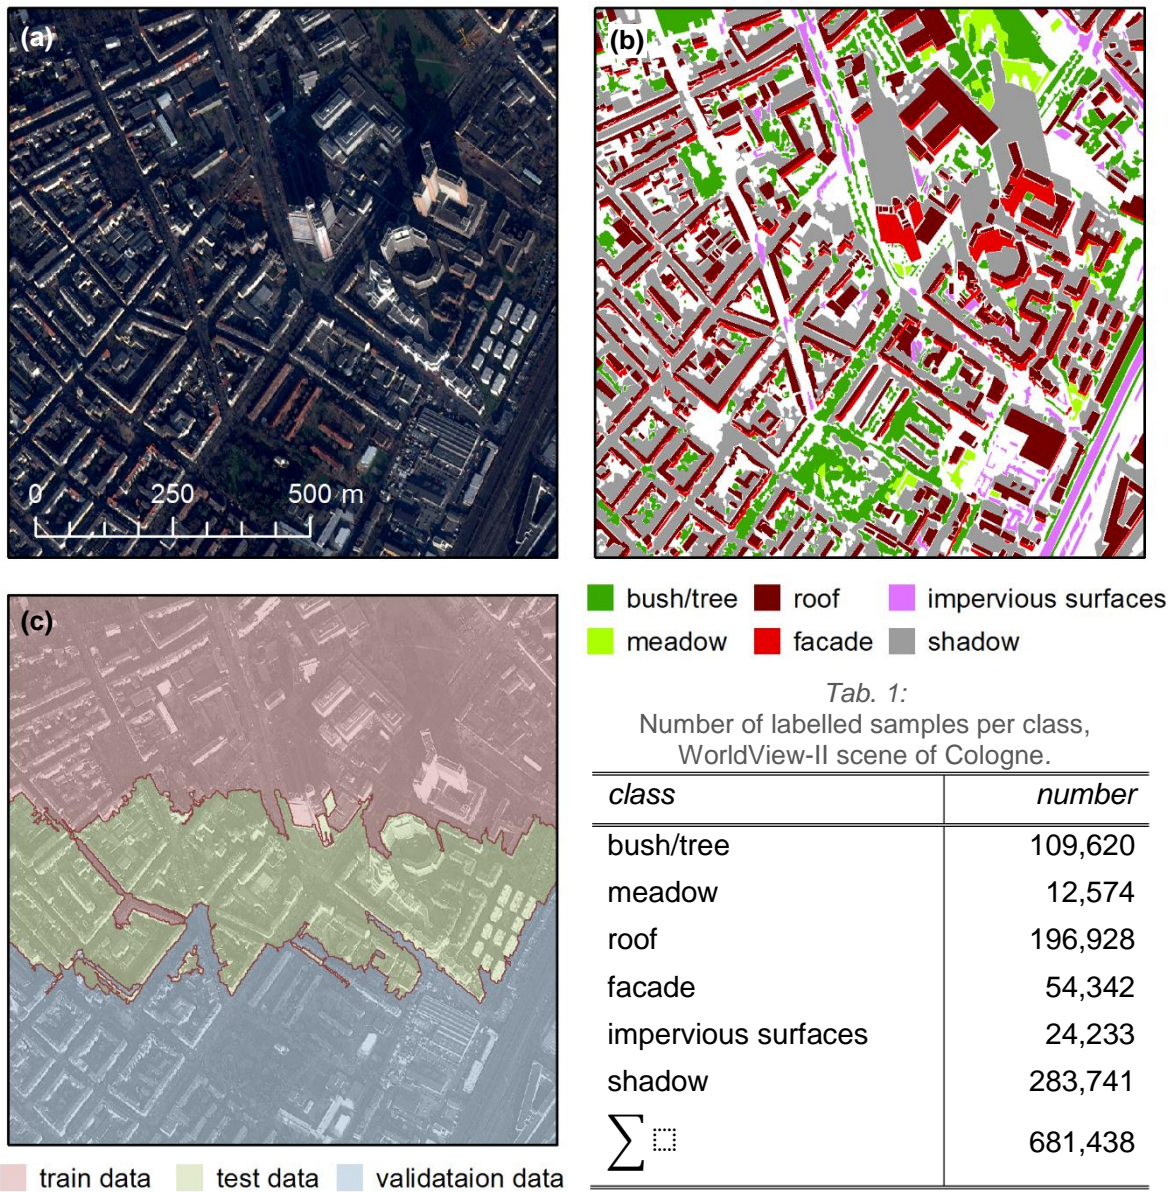 (a)
0 250 500 m
(b)
bush/tree roof impervious surfaces
meadow facade shadow
(c)
train data test data validataion data
Tab. 1:
Number of labelled samples per class,
WorldView-II scene of Cologne.
class number
bush/tree 109,620
meadow 12,574
roof 196,928
facade 54,342
impervious surfaces 24,233
shadow 283,741
∑ 681,438